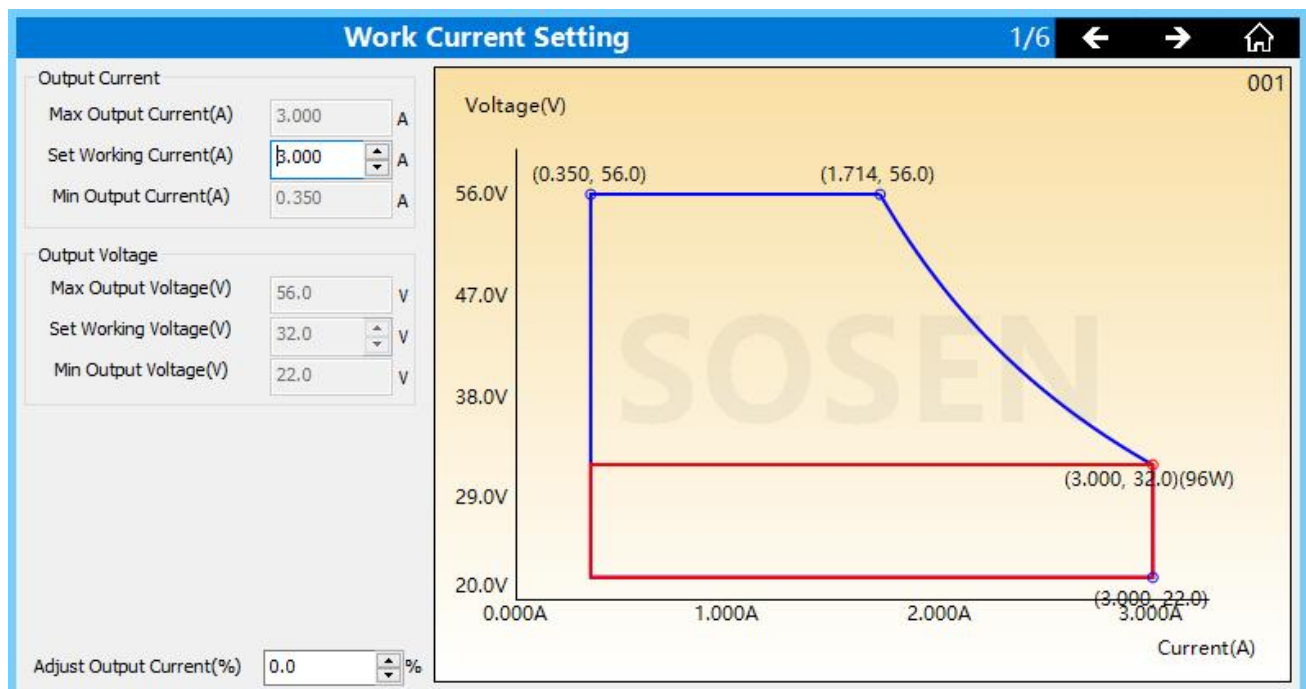 Work Current Setting 1/6
Output Current
Max Output Current(A) 3.000 A
Set Working Current(A) 3.000 A
Min Output Current(A) 0.350 A
Output Voltage
Max Output Voltage(V) 56.0 V
Set Working Voltage(V) 32.0 V
Min Output Voltage(V) 22.0 V
Adjust Output Current(%) 0.0 %
001
Voltage(V)
(0.350, 56.0) (1.714, 56.0)
56.0V
47.0V
SOSEN
38.0V
(3.000, 32.0)(96W)
29.0V
20.0V
(3.000, 22.0)
0.000A 1.000A 2.000A 3.000A
Current(A)